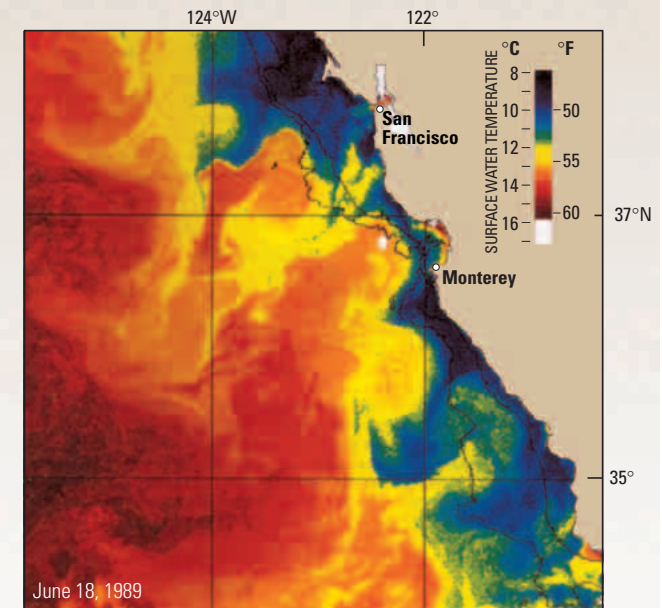 124°W
122°
°C
°F
SURFACE WATER TEMPERATURE
8
10
12
14
16
50
55
60
San
Francisco
37°N
Monterey
35°
June 18, 1989